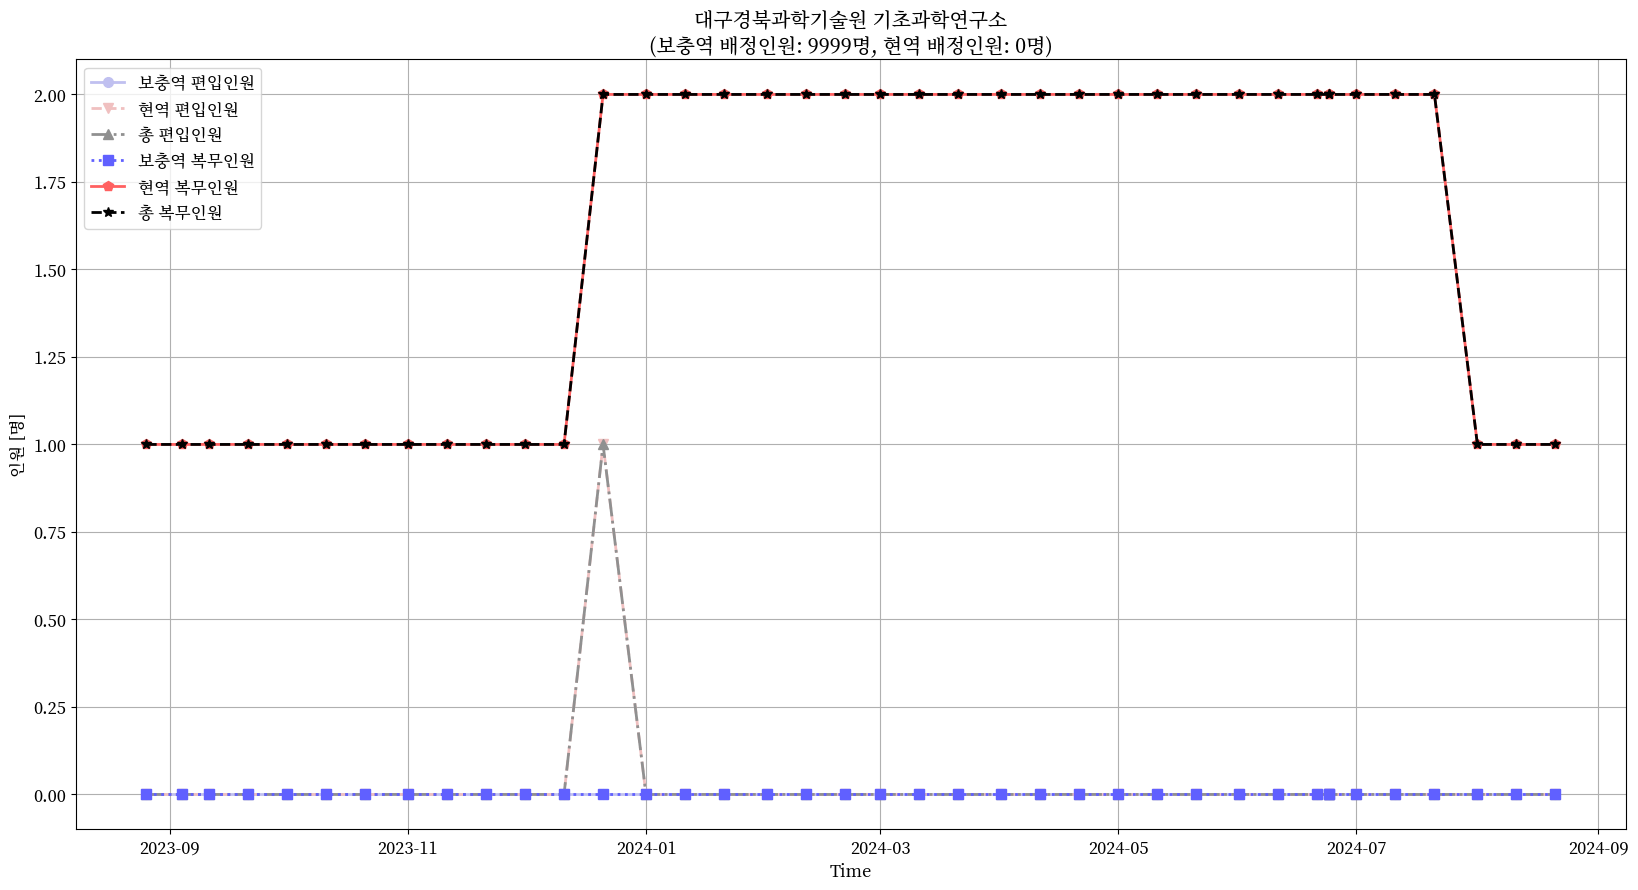 대구경북과학기술원 기초과학연구소
(보충역 배정인원: 9999명, 현역 배정인원: 0명)
보충역 편입인원
현역 편입인원
총 편입인원
보충역 복무인원
현역 복무인원
총 복무인원
인원 [명]
2.00
1.75
1.50
1.25
1.00
0.75
0.50
0.25
0.00
2023-09
2023-11
2024-01
2024-03
2024-05
2024-07
2024-09
Time